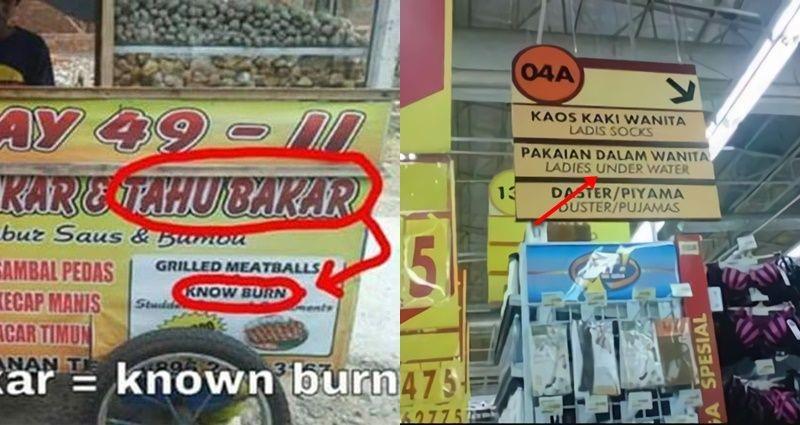 AY 49 - 11
KAR & TAHU BAKAR
bur Saus & Bumbu
SAMBAL PEDAS
KECAP MANIS
ACAR TIMUN
GRILLED MEATBALLS
KNOW BURN
kar = known burn
04A
KAOS KAKI WANITA
LADIS SOCKS
PAKAIAN DALAM WANITA
LADIES UNDER WATER
DASTER/PIYAMA
DUSTER/PUJAMAS
13
5
475
SPESIAL